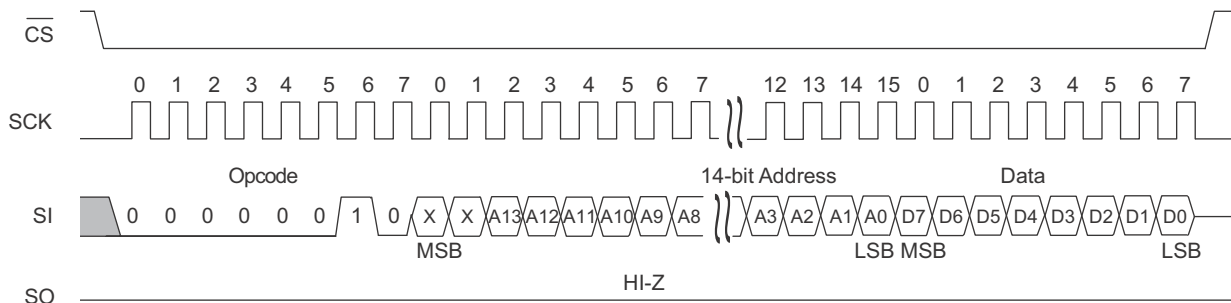 CS
0 1 2 3 4 5 6 7 0 1 2 3 4 5 6 7 12 13 14 15 0 1 2 3 4 5 6 7
SCK
Opcode 14-bit Address Data
SI 0 0 0 0 0 0 1 0 X X A13 A12 A11 A10 A9 A8 A3 A2 A1 A0 D7 D6 D5 D4 D3 D2 D1 D0
MSB LSB MSB LSB
HI-Z
SO